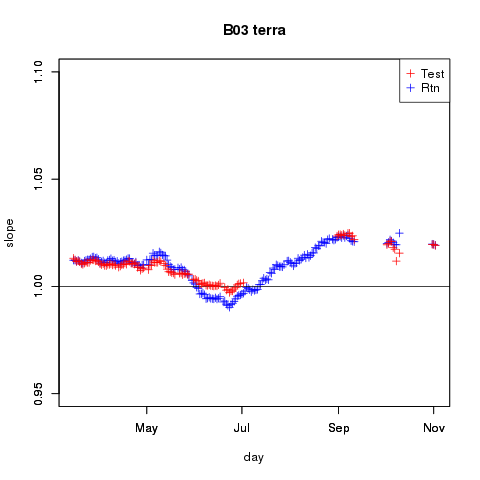 B03 terra
Test
Rtn
slope
1.10
1.05
1.00
0.95
May
Jul
Sep
Nov
day